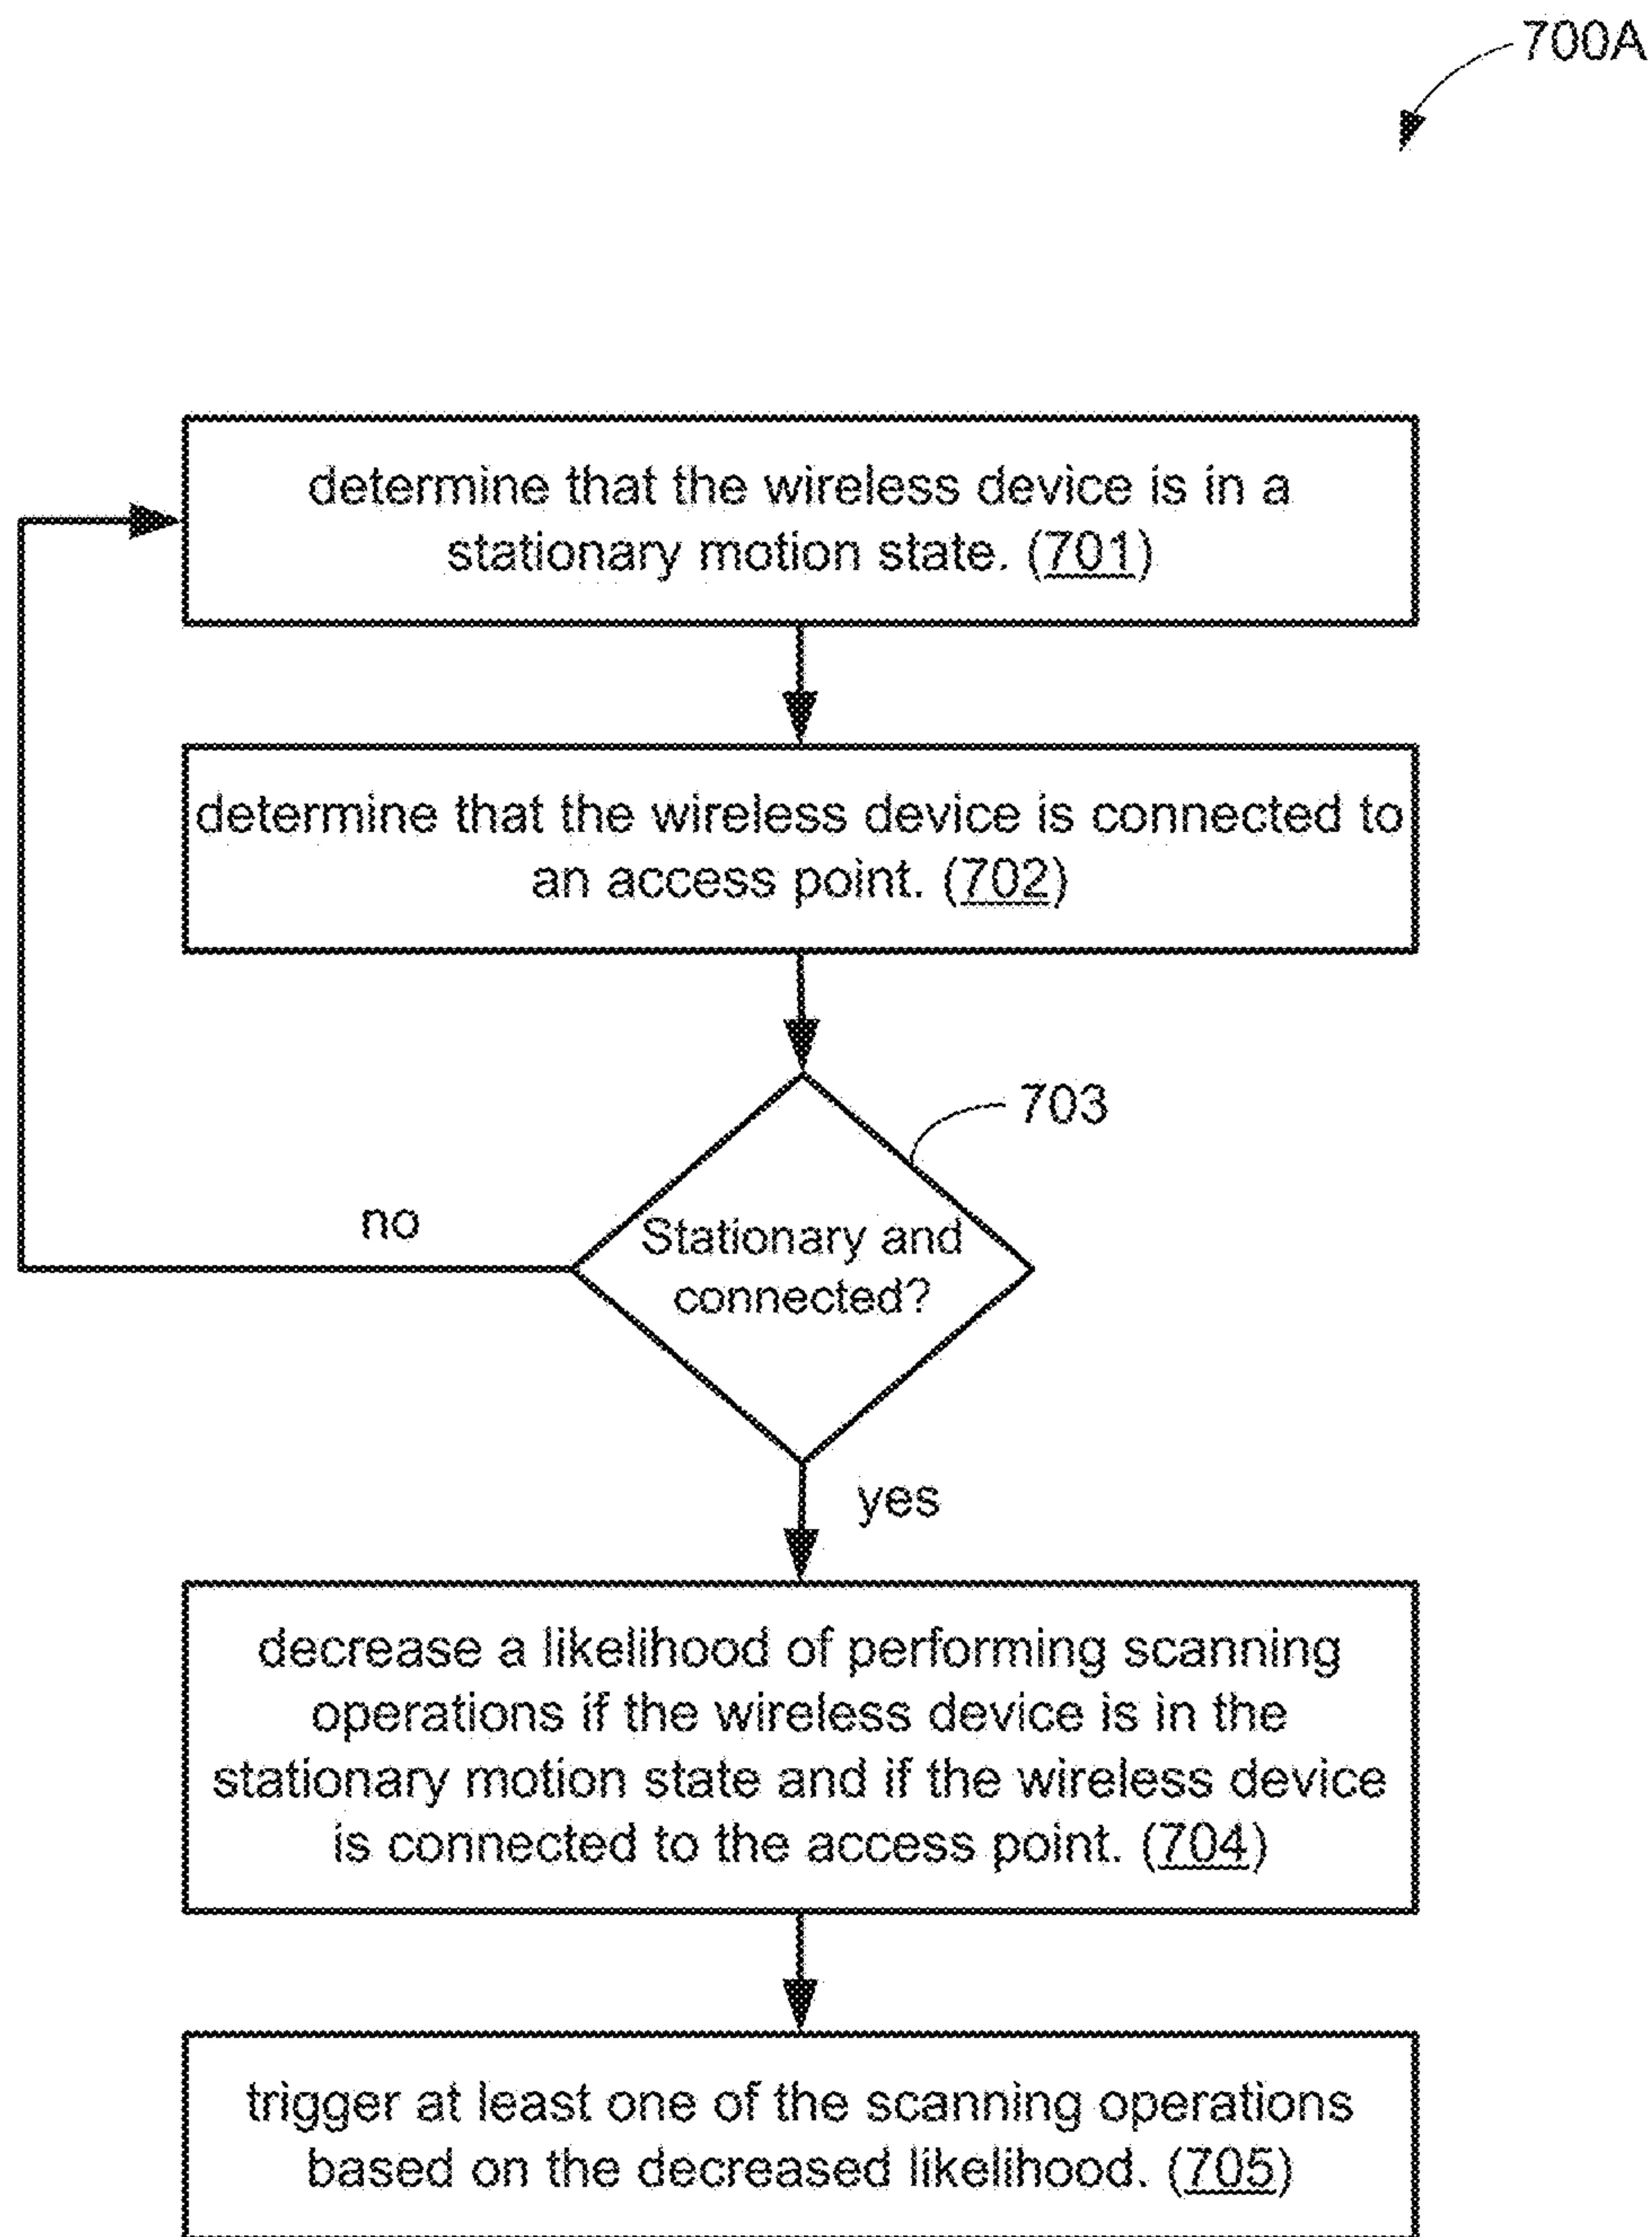 700A
determine that the wireless device is in a
stationary motion state. (701)
determine that the wireless device is connected to
an access point. (702)
703
no
Stationary and
connected?
yes
decrease a likelihood of performing scanning
operations if the wireless device is in the
stationary motion state and if the wireless device
is connected to the access point. (704)
trigger at least one of the scanning operations
based on the decreased likelihood. (705)